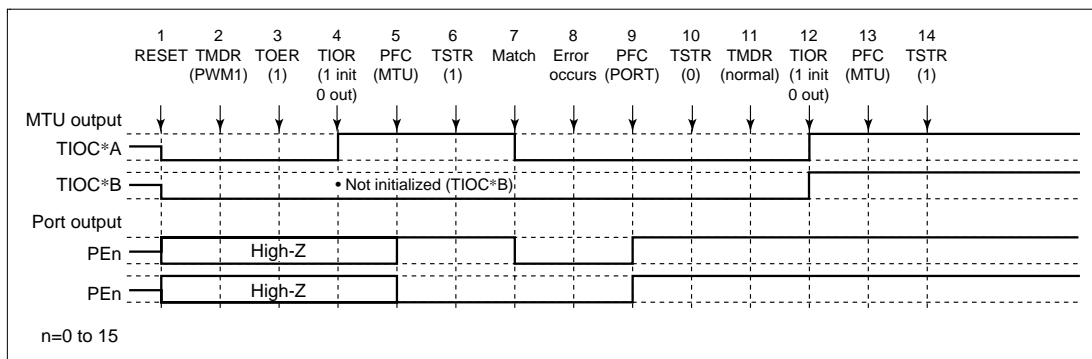 1 2 3 4 5 6 7 8 9 10 11 12 13 14
RESET TMDR TOER TIOR PFC TSTR Match Error PFC TSTR TMDR TIOR PFC TSTR
(PWM1) (1) (1 init (MTU) (1) occurs (PORT) (0) (normal) (1 init (MTU) (1)
0 out) 0 out)
MTU output
TIOC*A
TIOC*B
• Not initialized (TIOC*B)
Port output
PEn
High-Z
PEn
High-Z
n=0 to 15